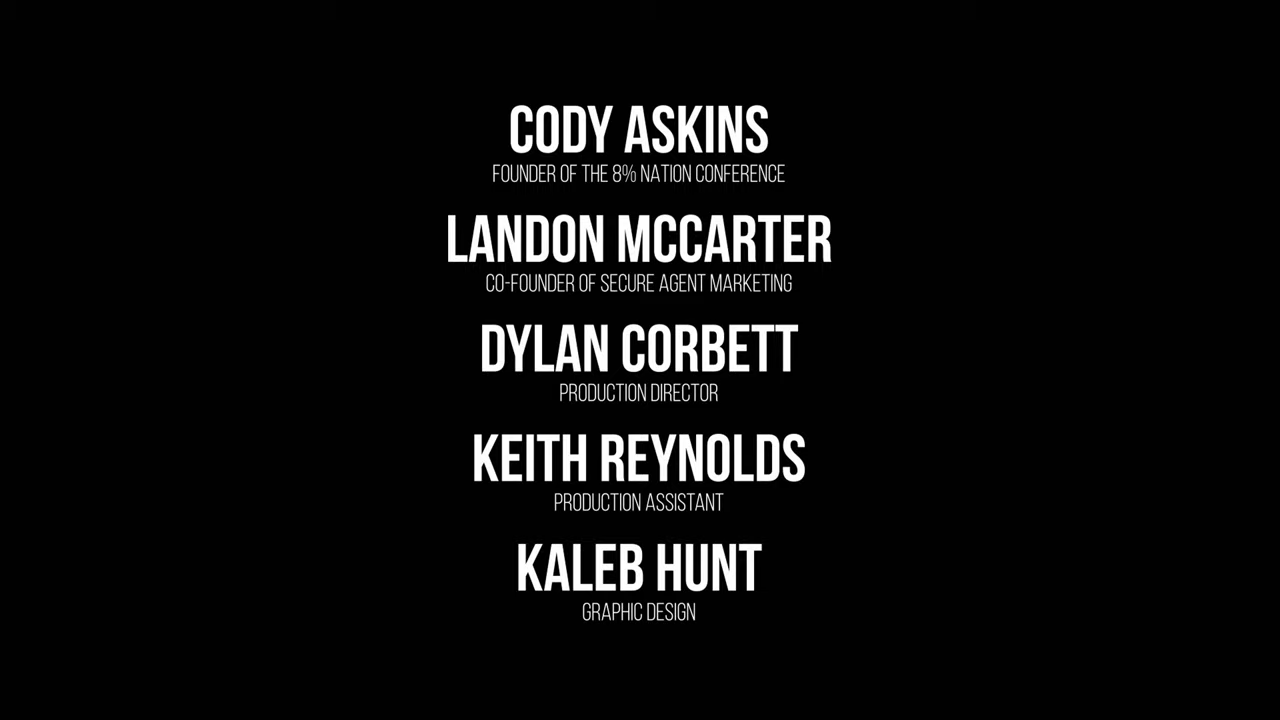 CODY ASKINS
FOUNDER OF THE 8% NATION CONFERENCE
LANDON MCCARTER
CO-FOUNDER OF SECURE AGENT MARKETING
DYLAN CORBETT
PRODUCTION DIRECTOR
KEITH REYNOLDS
PRODUCTION ASSISTANT
KALEB HUNT
GRAPHIC DESIGN